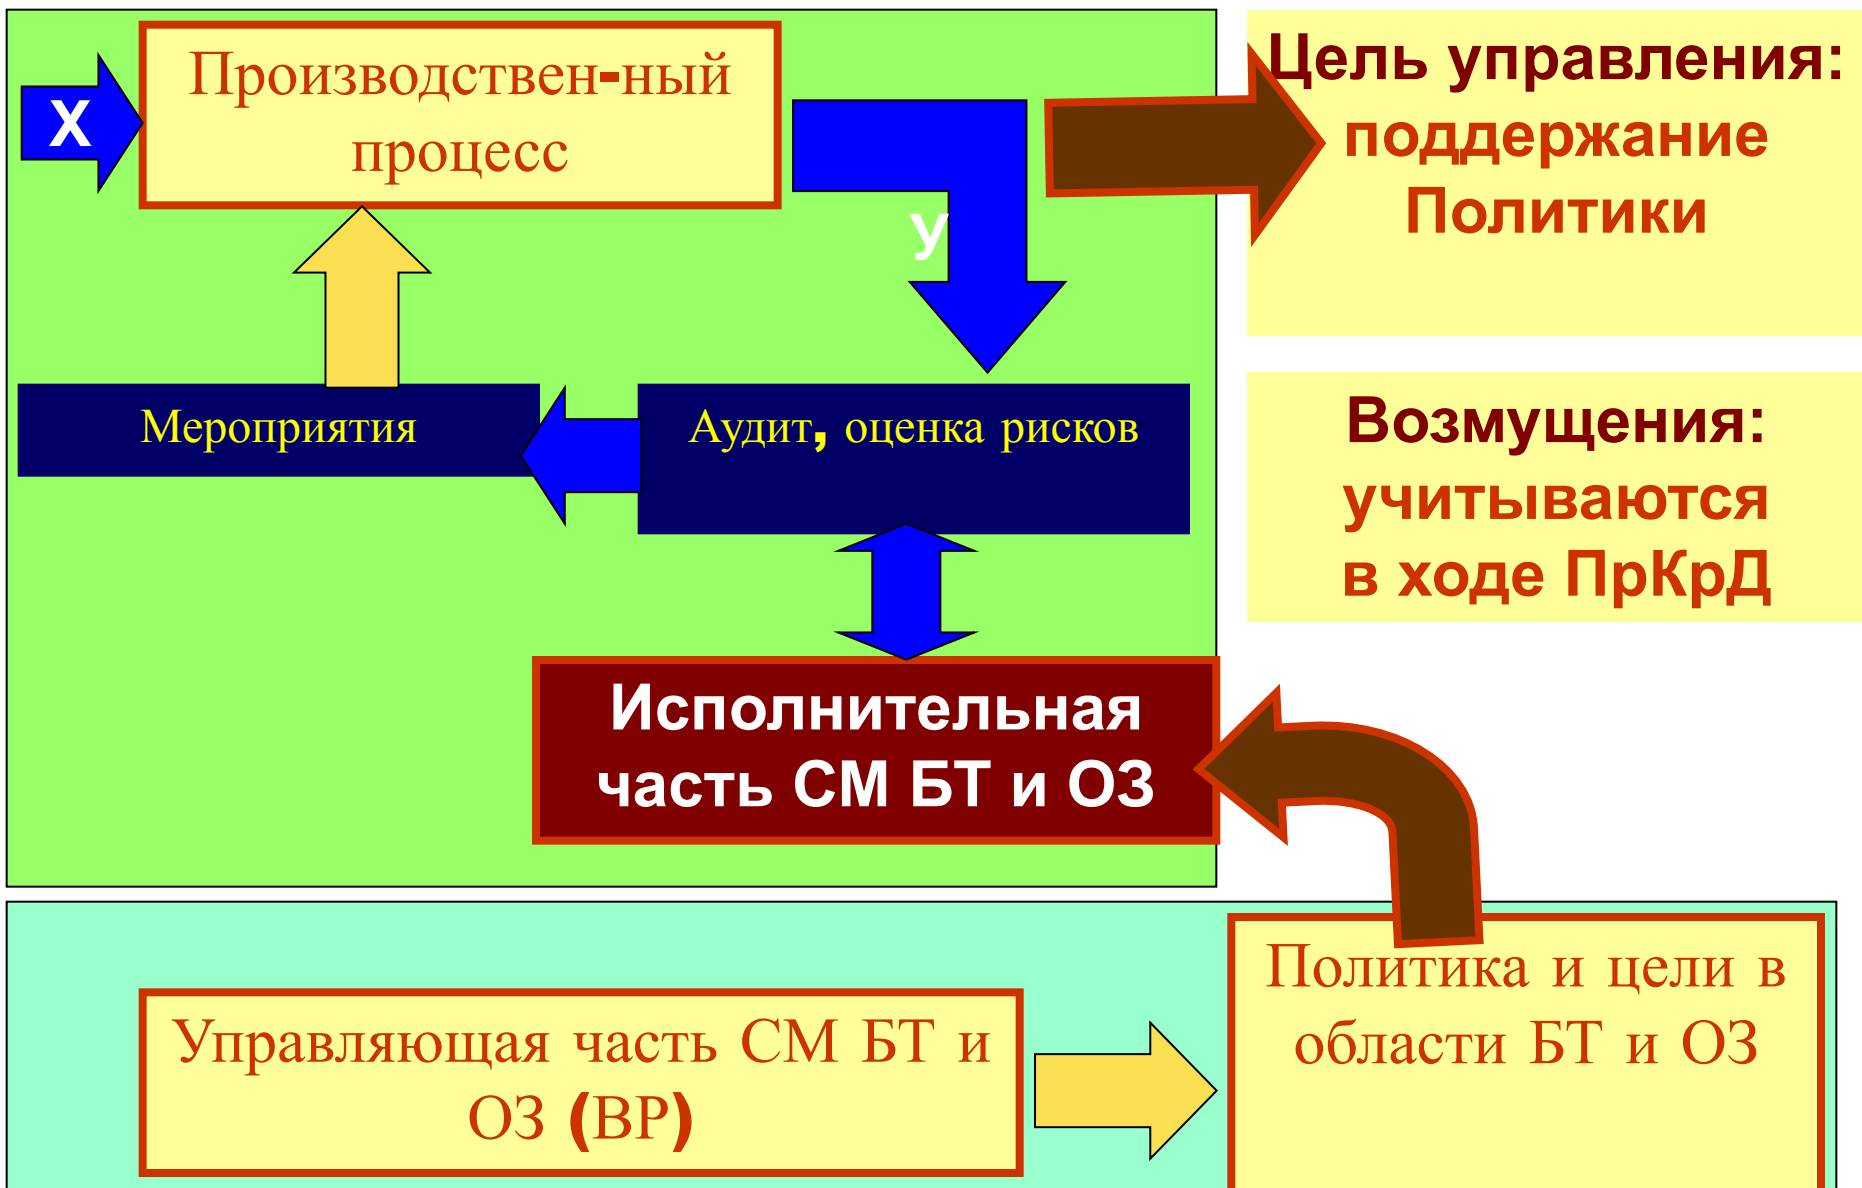 Х
Производствен-ный
процесс
У
Цель управления:
поддержание
Политики
Мероприятия
Аудит, оценка рисков
Возмущения:
учитываются
в ходе ПрКрД
Исполнительная
часть СМ БТ и ОЗ
Управляющая часть СМ БТ и
ОЗ (ВР)
Политика и цели в
области БТ и ОЗ